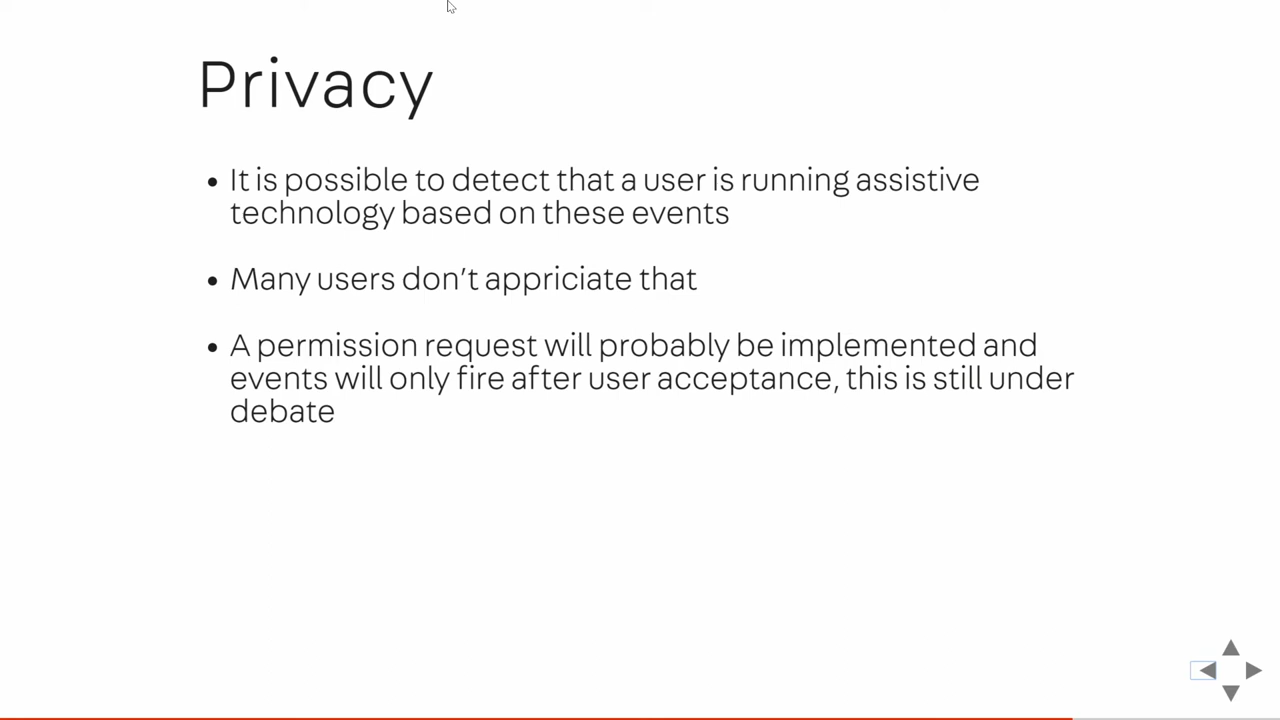 Privacy
• It is possible to detect that a user is running assistive
technology based on these events
• Many users don't appriciate that
• A permission request will probably be implemented and
events will only fire after user acceptance, this is still under
debate